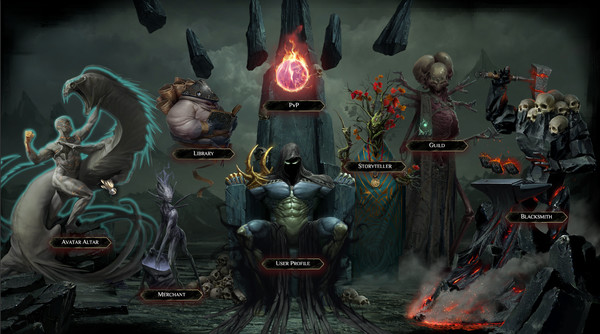 PvP
Library
Guild
Storyteller
Blacksmith
Avatar Altar
User Profile
Merchant